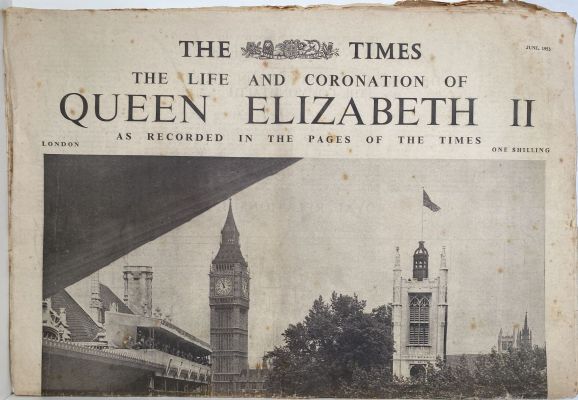 THE TIMES
JUNE, 1953
THE LIFE AND CORONATION OF
QUEEN ELIZABETH II
AS RECORDED IN THE PAGES OF THE TIMES
LONDON
ONE SHILLING